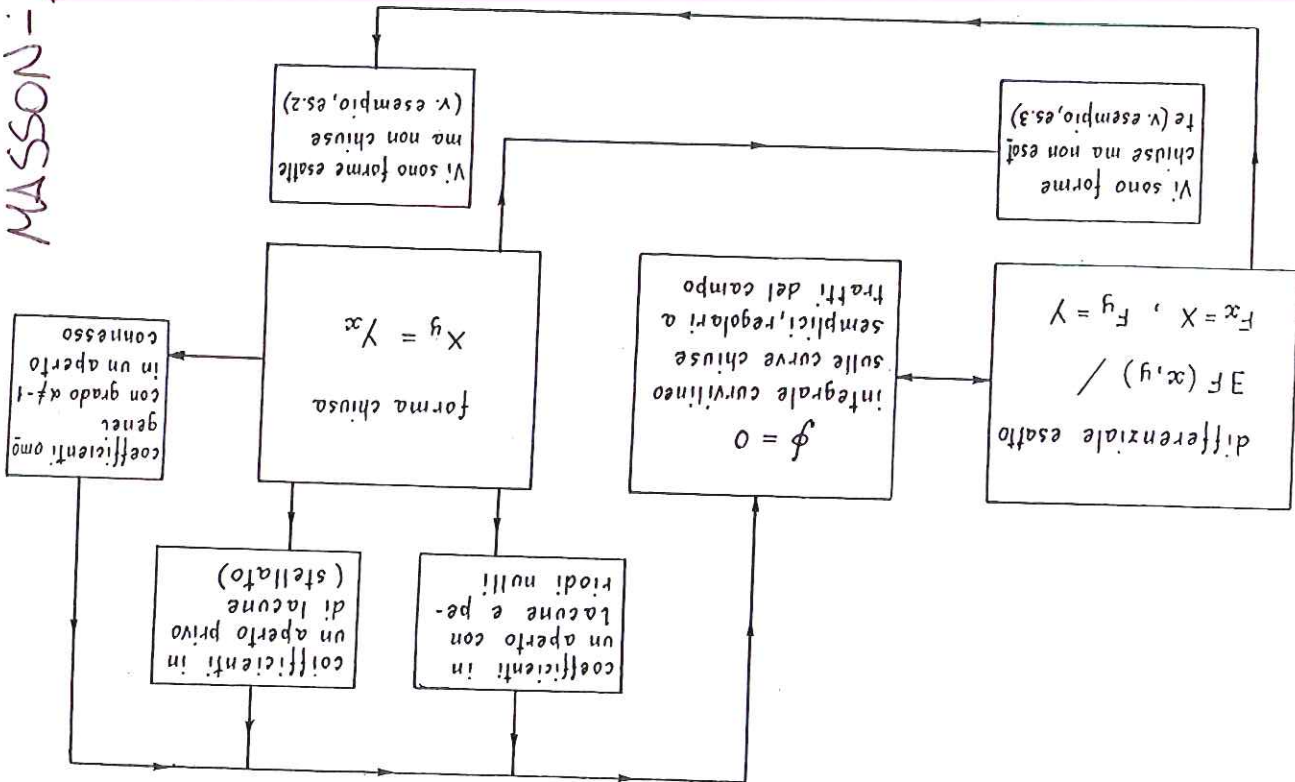 MASSON-
differenziale esatto
∃ F (x, y) /
F_x = X , F_y = Y
∮ = 0
integrale curvilineo
sulle curve chiuse
semplici, regolari a
tratti del campo
coefficienti in
un aperto con
lacune e pe-
riodi nulli
coifficienti in
un aperto privo
di lacune
(stellato)
forma chiusa
X_y = Y_x
coefficienti omo
genei
con grado α ≠ -1
in un aperto
connesso
Vi sono forme
chiuse ma non esat
te (v. esempio, es.3)
Vi sono forme esatte
ma non chiuse
(v. esempio, es.2)